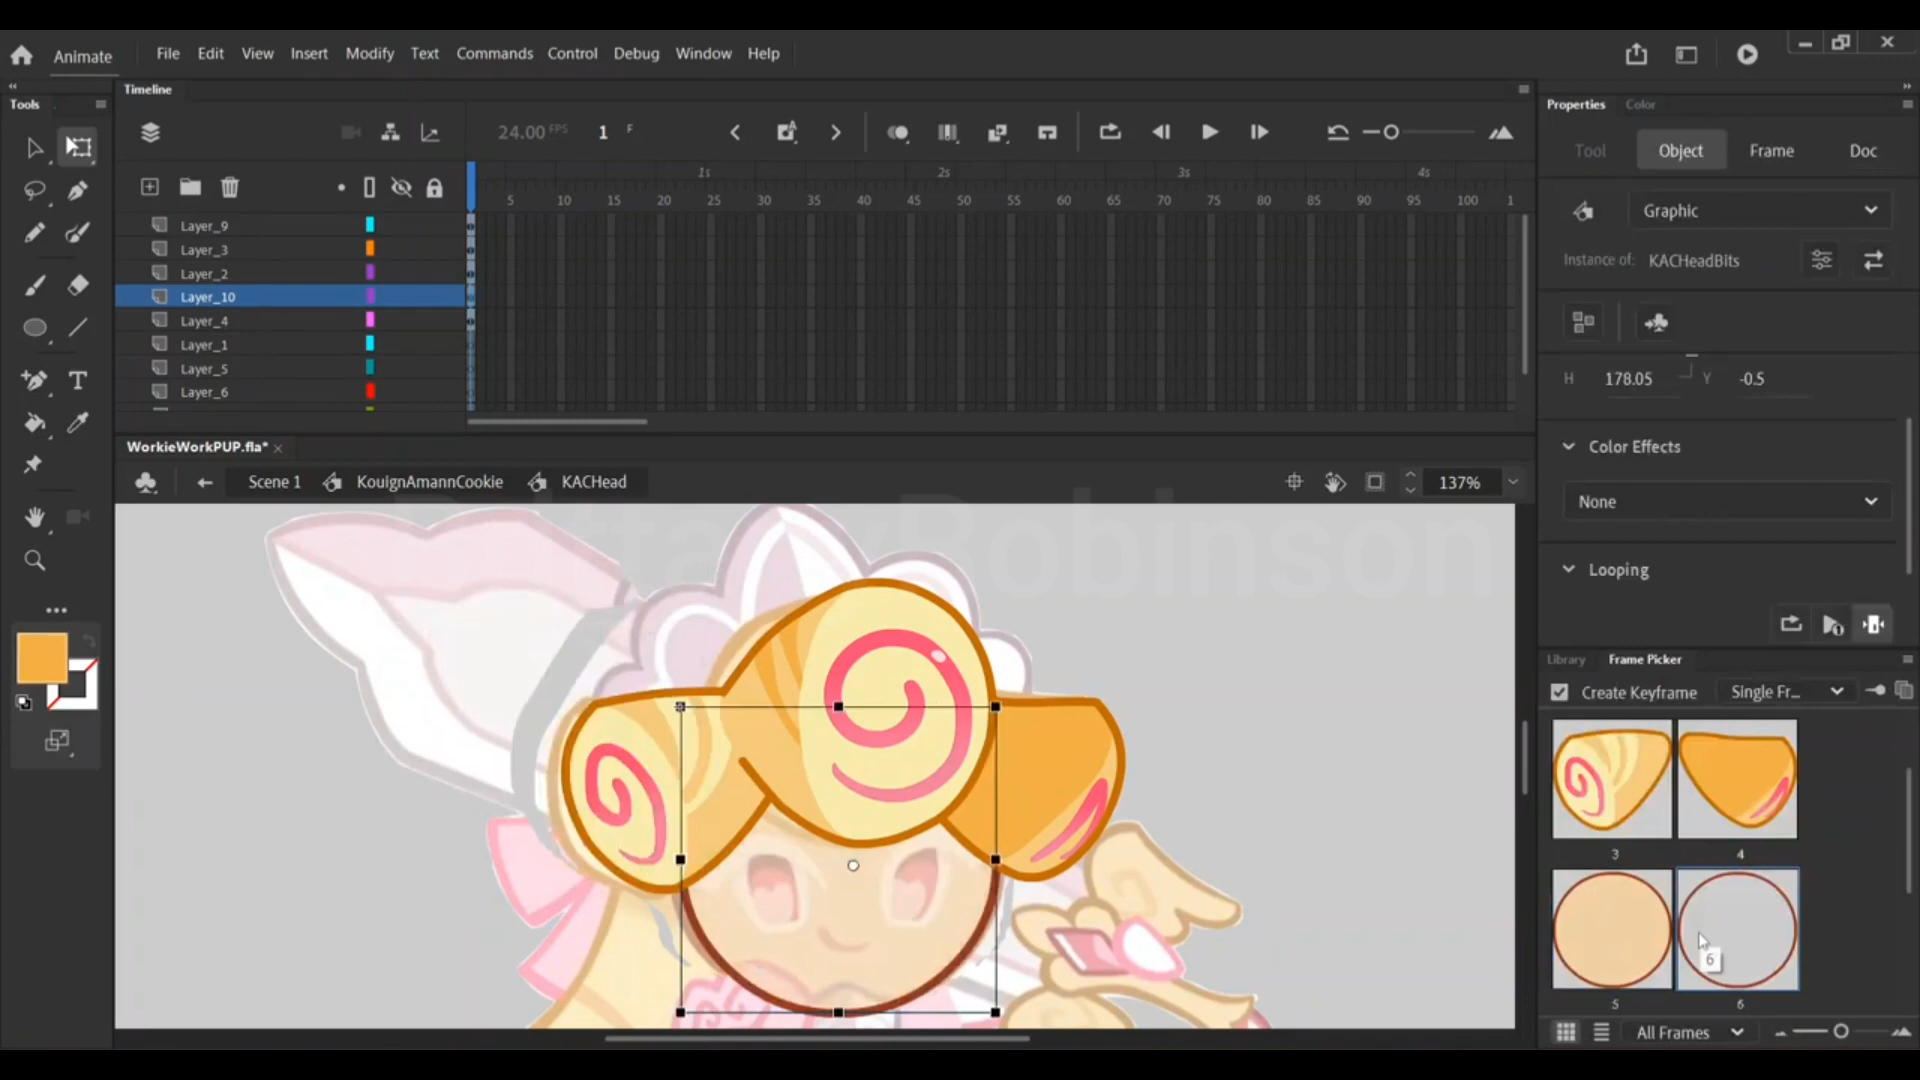 Animate File Edit View Insert Modify Text Commands Control Debug Window Help
Tools
Timeline
Properties Color
24.00 FPS 1 F
Tool Object Frame Doc
1s 2s 3s 4s
5 10 15 20 25 30 35 40 45 50 55 60 65 70 75 80 85 90 95 100 1
Layer_9
Layer_3
Layer_2
Layer_10
Layer_4
Layer_1
Layer_5
Layer_6
Graphic
Instance of: KACHeadBits
H 178.05 Y -0.5
Color Effects
None
Looping
WorkieWorkPUP.fla*
Scene 1 KouignAmannCookie KACHead
137%
Library Frame Picker
Create Keyframe Single Fr...
3 4
6
5 6
All Frames